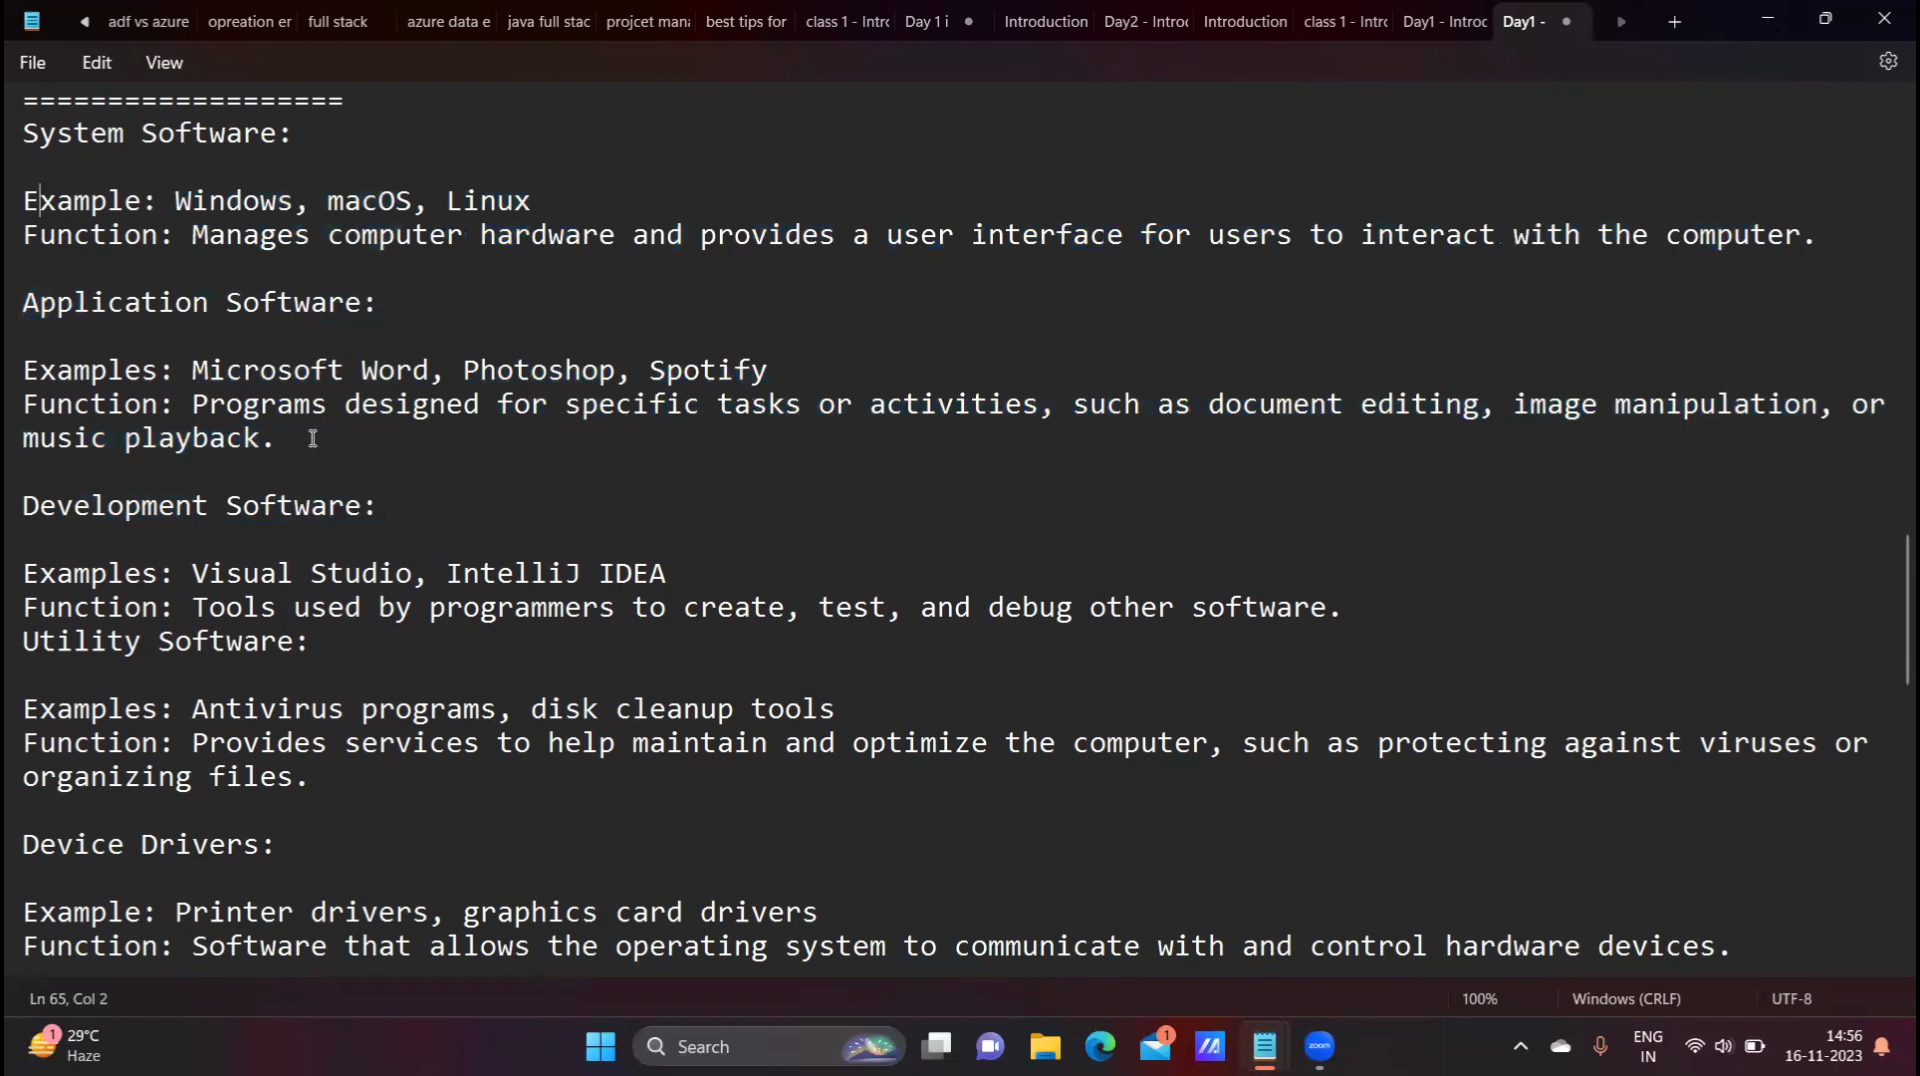 adf vs azure opreation er full stack azure data e java full stac projcet mana best tips for class 1 - Intro Day 1 i Introduction Day2 - Introc Introduction class 1 - Intro Day1 - Introc Day1 -
File Edit View
===================
System Software:
Example: Windows, macOS, Linux
Function: Manages computer hardware and provides a user interface for users to interact with the computer.
Application Software:
Examples: Microsoft Word, Photoshop, Spotify
Function: Programs designed for specific tasks or activities, such as document editing, image manipulation, or
music playback.
Development Software:
Examples: Visual Studio, IntelliJ IDEA
Function: Tools used by programmers to create, test, and debug other software.
Utility Software:
Examples: Antivirus programs, disk cleanup tools
Function: Provides services to help maintain and optimize the computer, such as protecting against viruses or
organizing files.
Device Drivers:
Example: Printer drivers, graphics card drivers
Function: Software that allows the operating system to communicate with and control hardware devices.
Ln 65, Col 2 100% Windows (CRLF) UTF-8
1 29°C
Haze
Search
1
zoom
ENG
IN
14:56
16-11-2023